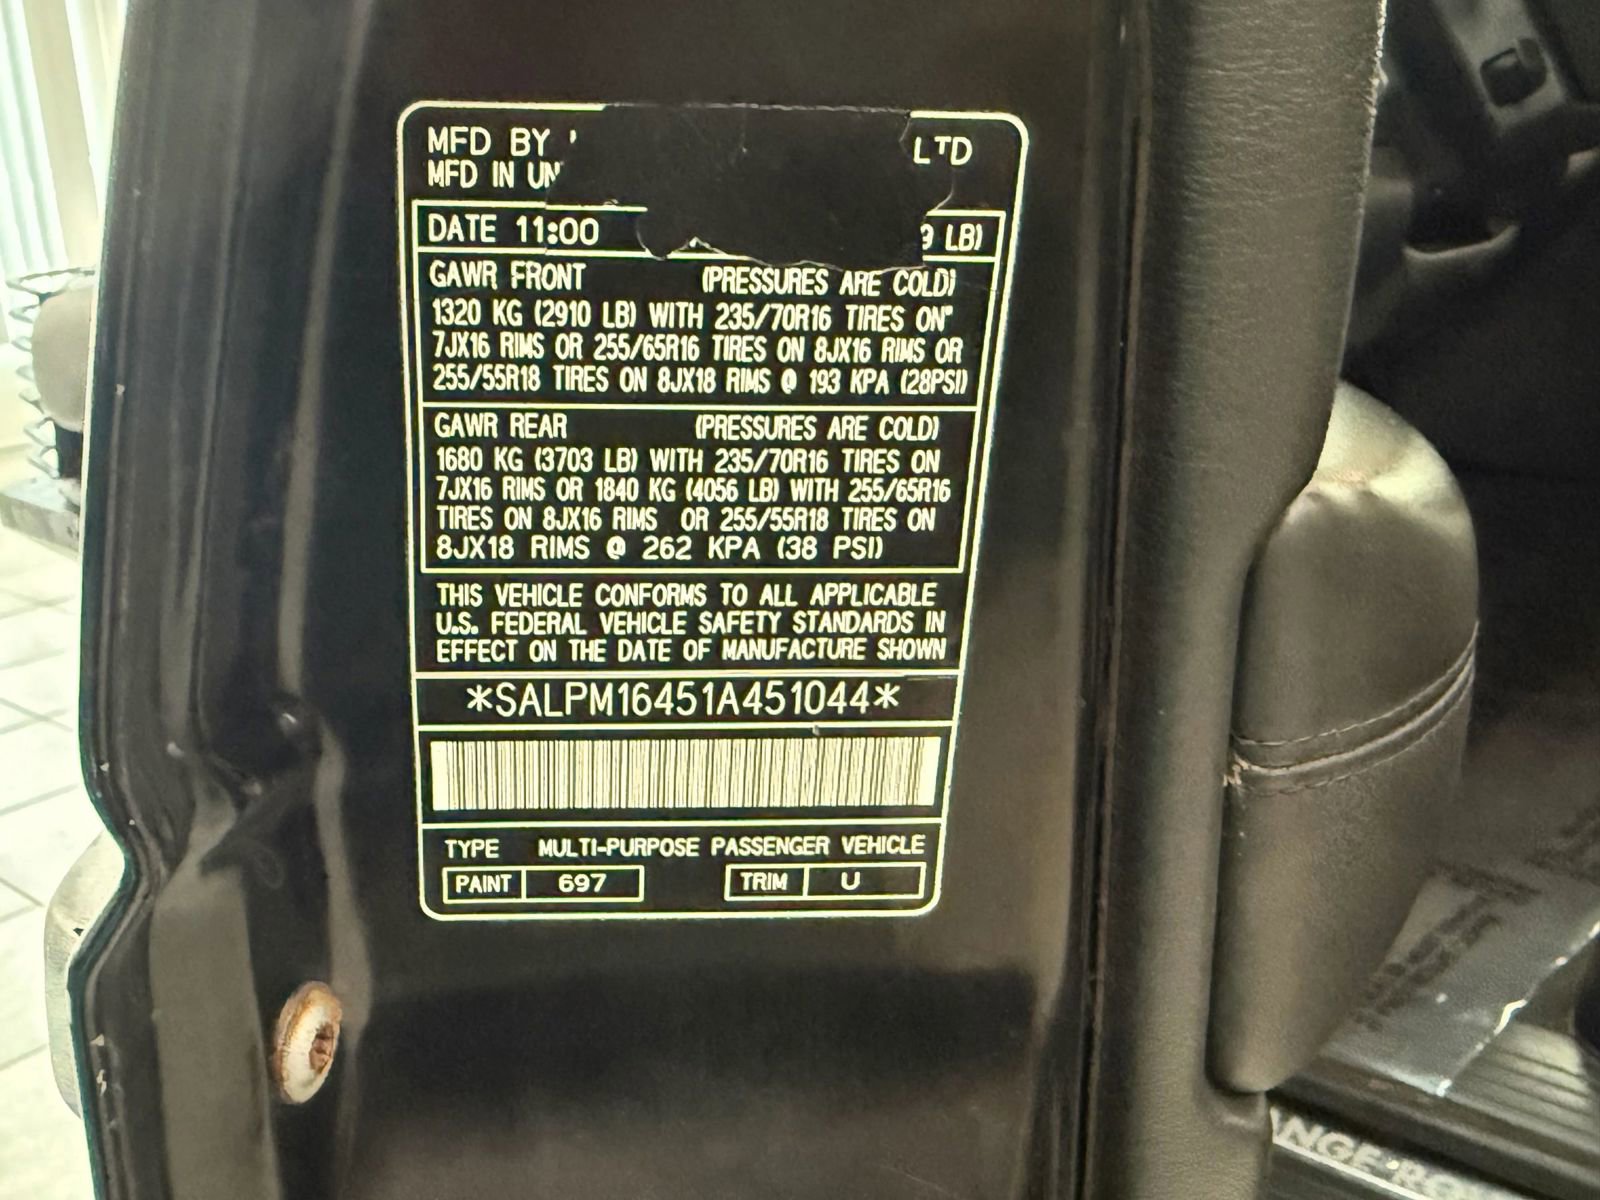 MFD BY LTD
MFD IN UN
DATE 11:00 9 LB)
GAWR FRONT (PRESSURES ARE COLD)
1320 KG (2910 LB) WITH 235/70R16 TIRES ON
7JX16 RIMS OR 255/65R16 TIRES ON 8JX16 RIMS OR
255/55R18 TIRES ON 8JX18 RIMS @ 193 KPA (28PSI)
GAWR REAR (PRESSURES ARE COLD)
1680 KG (3703 LB) WITH 235/70R16 TIRES ON
7JX16 RIMS OR 1840 KG (4056 LB) WITH 255/65R16
TIRES ON 8JX16 RIMS OR 255/55R18 TIRES ON
8JX18 RIMS @ 262 KPA (38 PSI)
THIS VEHICLE CONFORMS TO ALL APPLICABLE
U.S. FEDERAL VEHICLE SAFETY STANDARDS IN
EFFECT ON THE DATE OF MANUFACTURE SHOWN
*SALPM16451A451044*
TYPE MULTI-PURPOSE PASSENGER VEHICLE
PAINT 697 TRIM U
ANGE RO